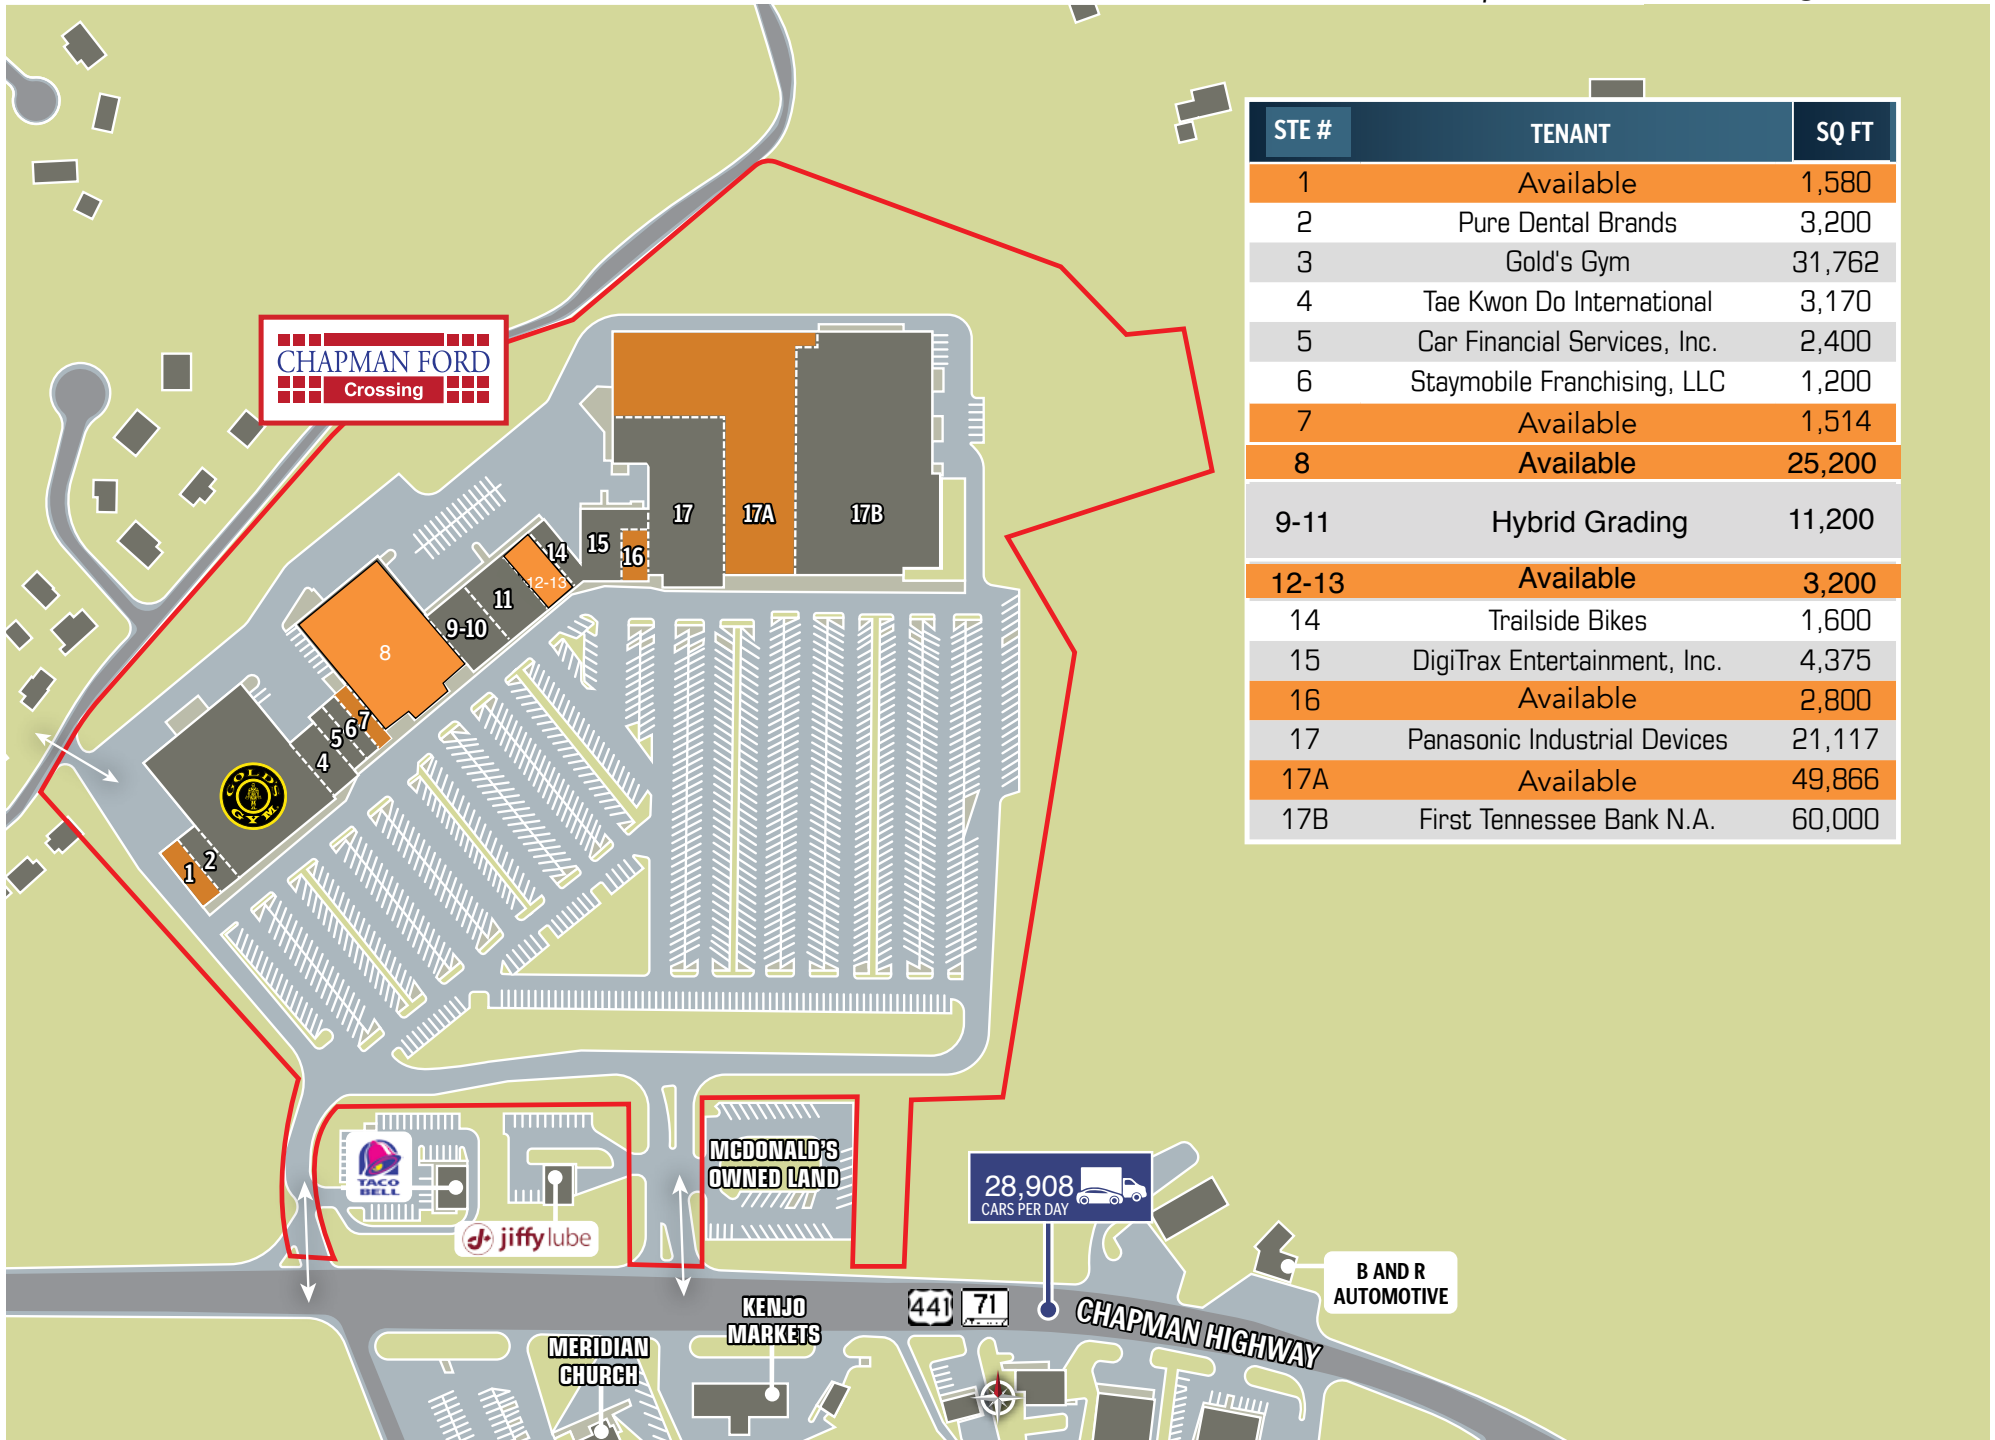 STE # TENANT SQ FT
1 Available 1,580
2 Pure Dental Brands 3,200
3 Gold's Gym 31,762
4 Tae Kwon Do International 3,170
5 Car Financial Services, Inc. 2,400
6 Staymobile Franchising, LLC 1,200
7 Available 1,514
8 Available 25,200
9-11 Hybrid Grading 11,200
12-13 Available 3,200
14 Trailside Bikes 1,600
15 DigiTrax Entertainment, Inc. 4,375
16 Available 2,800
17 Panasonic Industrial Devices 21,117
17A Available 49,866
17B First Tennessee Bank N.A. 60,000
CHAPMAN FORD
Crossing
17
17A
17B
15
16
14
12-13
11
9-10
8
7
6
5
4
GOLD'S
GYM
2
1
MCDONALD'S
OWNED LAND
TACO
BELL
jiffy lube
28,908
CARS PER DAY
B AND R
AUTOMOTIVE
441
71
CHAPMAN HIGHWAY
KENJO
MARKETS
MERIDIAN
CHURCH